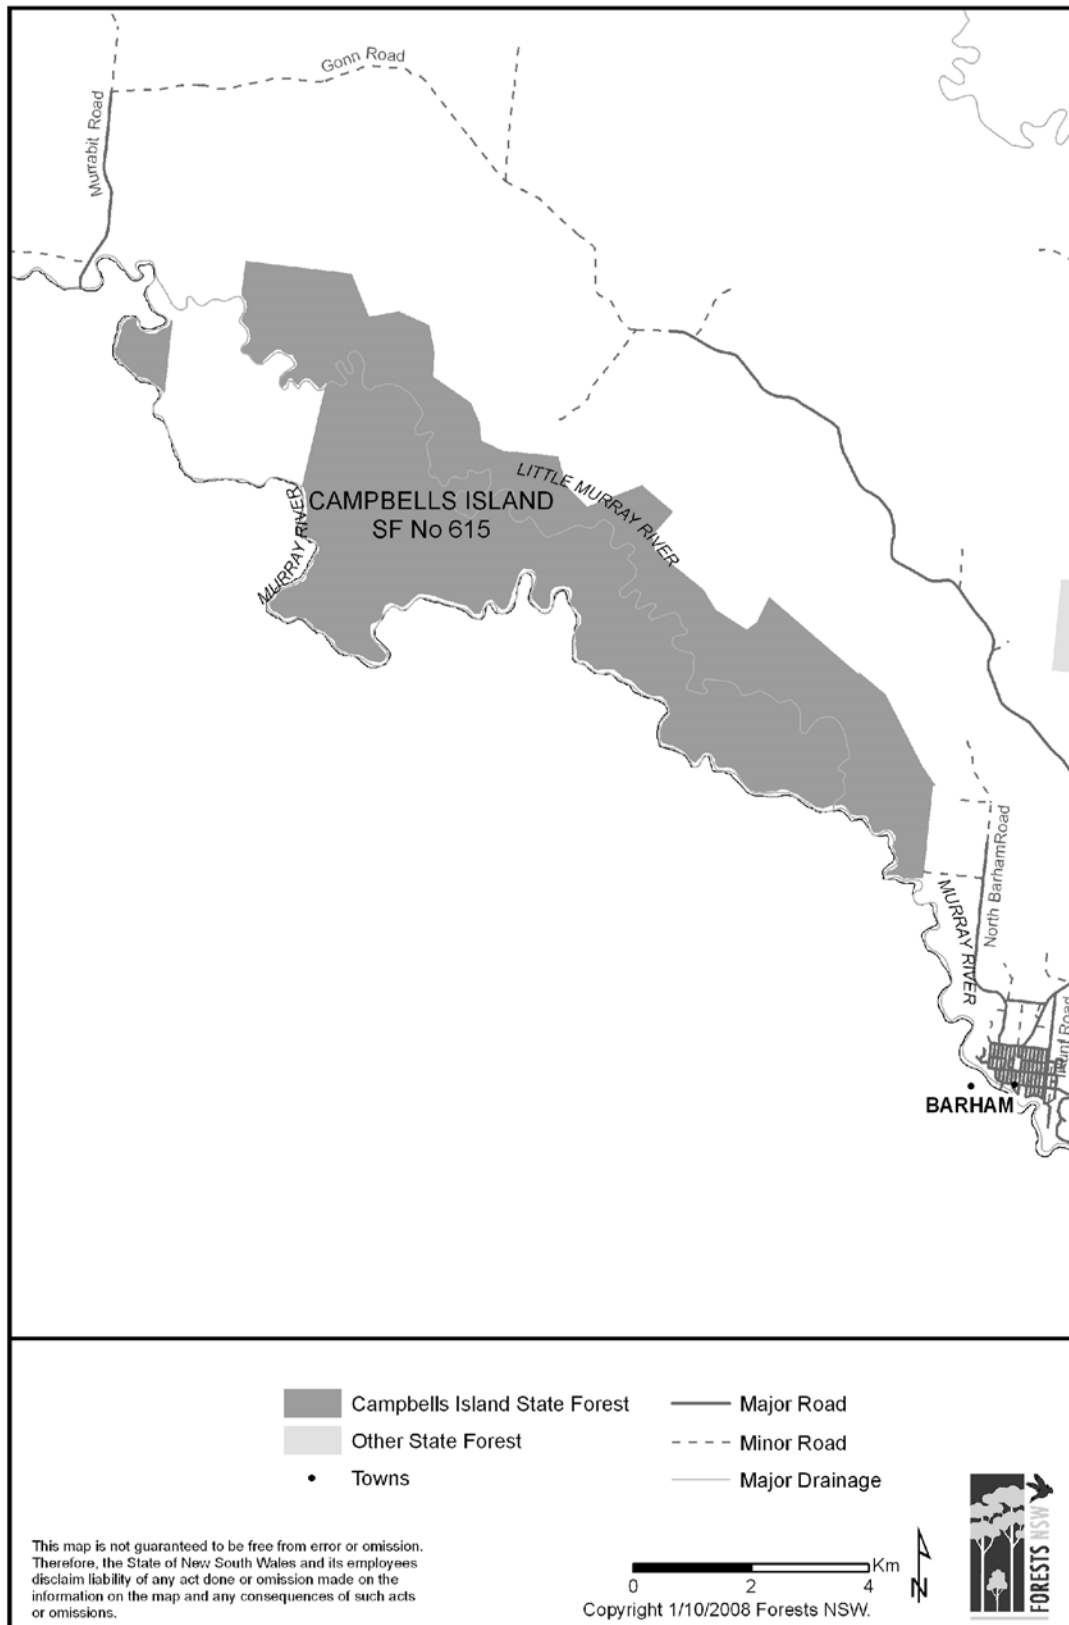 Gonn Road
Murrabit Road
LITTLE MURRAY RIVER
CAMPBELLS ISLAND
SF No 615
MURRAY RIVER
North BarhamRoad
MURRAY RIVER
BARHAM
Campbells Island State Forest
Other State Forest
Towns
Major Road
Minor Road
Major Drainage
This map is not guaranteed to be free from error or omission.
Therefore, the State of New South Wales and its employees
disclaim liability of any act done or omission made on the
information on the map and any consequences of such acts
or omissions.
Km
0 2 4
Copyright 1/10/2008 Forests NSW.
N
FORESTS NSW